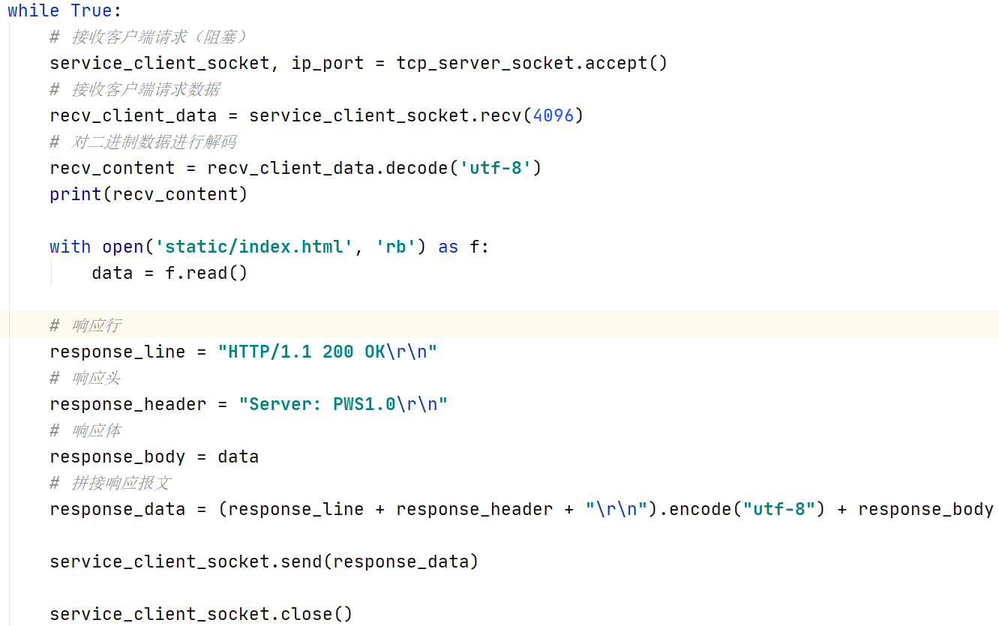 while True:
    # 接收客户端请求（阻塞）
    service_client_socket, ip_port = tcp_server_socket.accept()
    # 接收客户端请求数据
    recv_client_data = service_client_socket.recv(4096)
    # 对二进制数据进行解码
    recv_content = recv_client_data.decode('utf-8')
    print(recv_content)

    with open('static/index.html', 'rb') as f:
        data = f.read()

    # 响应行
    response_line = "HTTP/1.1 200 OK\r\n"
    # 响应头
    response_header = "Server: PWS1.0\r\n"
    # 响应体
    response_body = data
    # 拼接响应报文
    response_data = (response_line + response_header + "\r\n").encode("utf-8") + response_body

    service_client_socket.send(response_data)

    service_client_socket.close()